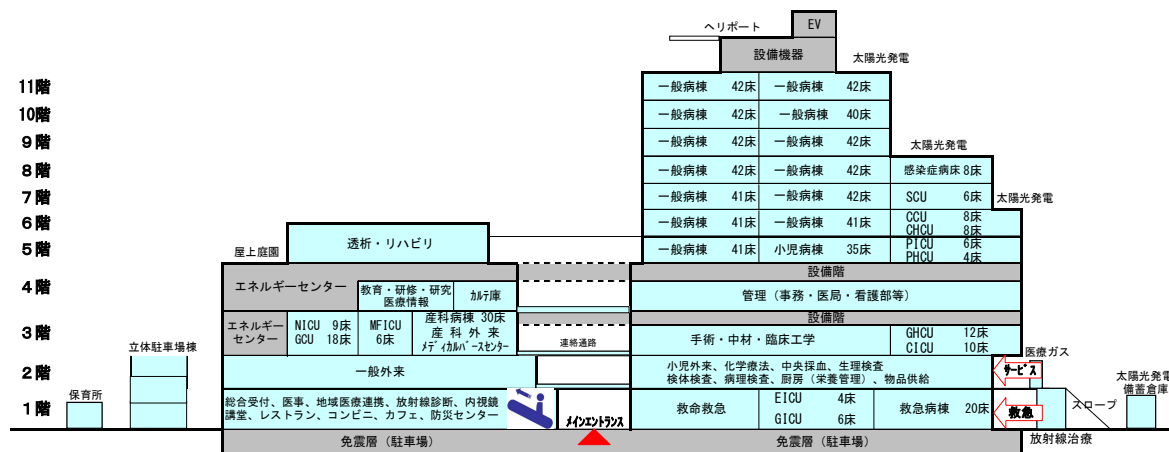 ヘリポート EV
設備機器 太陽光発電
11階 一般病棟 42床 一般病棟 42床
10階 一般病棟 42床 一般病棟 40床
9階 一般病棟 42床 一般病棟 42床
太陽光発電
8階 一般病棟 42床 一般病棟 42床 感染症病床 8床
7階 一般病棟 41床 一般病棟 42床 SCU 6床
太陽光発電
6階 一般病棟 41床 一般病棟 41床 CCU 8床
CHCU 8床
5階 屋上庭園 透析・リハビリ 一般病棟 41床 小児病棟 35床 PICU 6床
PHCU 4床
設備階
4階 エネルギーセンター 教育・研修・研究
医療情報
カルテ庫 管理（事務・医局・看護部等）
設備階
3階 エネルギー
センター
NICU 9床
GCU 18床
MFICU
6床
産科病棟 30床
産科外来
メディカルバースセンター
連絡通路
手術・中材・臨床工学
GHCU 12床
CICU 10床
立体駐車場棟
2階 一般外来 小児外来、化学療法、中央採血、生理検査
検体検査、病理検査、厨房（栄養管理）、物品供給
サービス
医療ガス
保育所
太陽光発電
備蓄倉庫
1階 総合受付、医事、地域医療連携、放射線診断、内視鏡
講堂、レストラン、コンビニ、カフェ、防災センター
メインエントランス
救命救急
EICU 4床
GICU 6床
救急病棟 20床
救急
スロープ
放射線治療
免震層（駐車場） 免震層（駐車場）